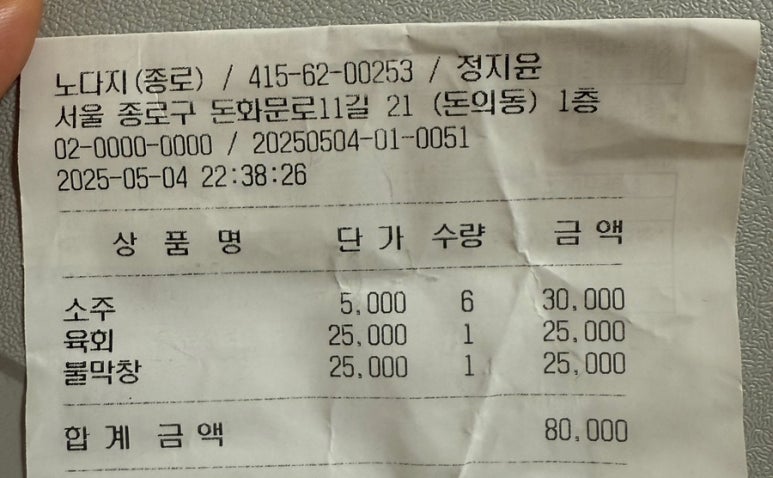 노다지(종로) / 415-62-00253 / 정지윤
서울 종로구 돈화문로11길 21 (돈의동) 1층
02-0000-0000 / 20250504-01-0051
2025-05-04 22:38:26
상 품 명 단 가 수량 금 액
소주 5,000 6 30,000
육회 25,000 1 25,000
불막창 25,000 1 25,000
합 계 금 액 80,000